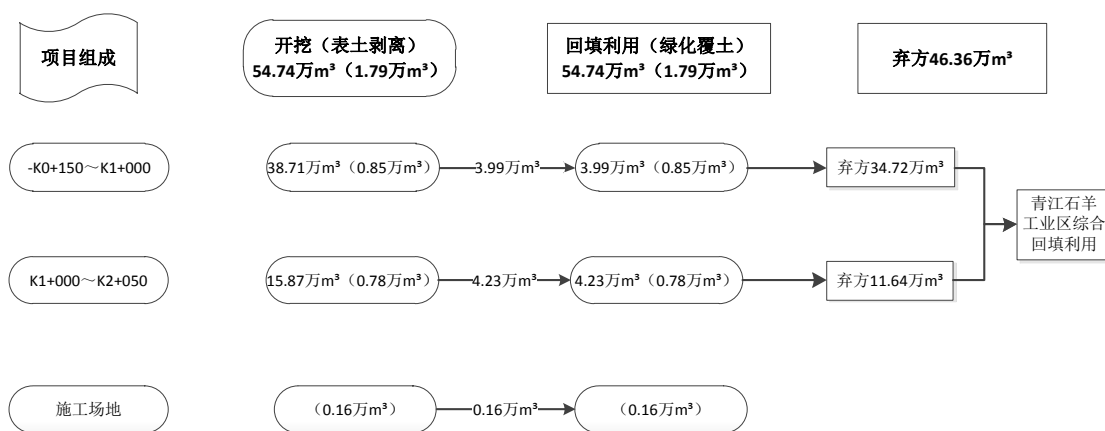 项目组成
开挖（表土剥离）
54.74万m³（1.79万m³）
回填利用（绿化覆土）
54.74万m³（1.79万m³）
弃方46.36万m³
-K0+150～K1+000
38.71万m³（0.85万m³）
3.99万m³
3.99万m³（0.85万m³）
弃方34.72万m³
青江石羊
工业区综合
回填利用
K1+000～K2+050
15.87万m³（0.78万m³）
4.23万m³
4.23万m³（0.78万m³）
弃方11.64万m³
施工场地
（0.16万m³）
0.16万m³
（0.16万m³）